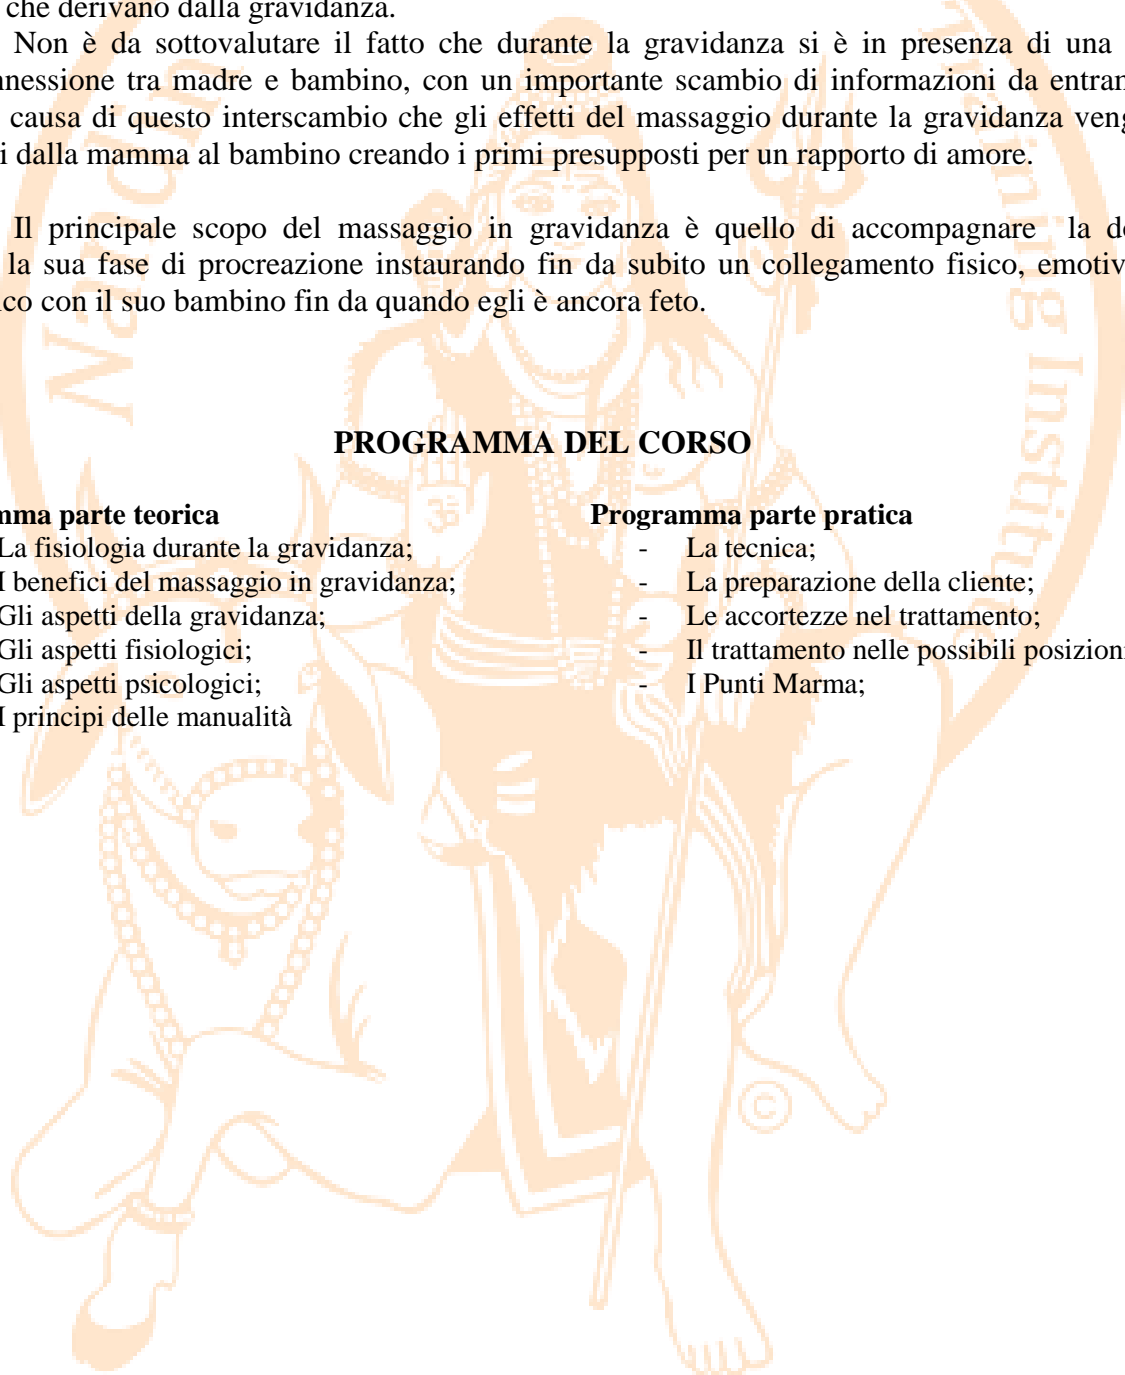 che derivano dalla gravidanza.
Non è da sottovalutare il fatto che durante la gravidanza si è in presenza di una
nnessione tra madre e bambino, con un importante scambio di informazioni da entran
causa di questo interscambio che gli effetti del massaggio durante la gravidanza veng
i dalla mamma al bambino creando i primi presupposti per un rapporto di amore.
Il principale scopo del massaggio in gravidanza è quello di accompagnare la do
la sua fase di procreazione instaurando fin da subito un collegamento fisico, emotiv
ico con il suo bambino fin da quando egli è ancora feto.
PROGRAMMA DEL CORSO
mma parte teorica
La fisiologia durante la gravidanza;
I benefici del massaggio in gravidanza;
Gli aspetti della gravidanza;
Gli aspetti fisiologici;
Gli aspetti psicologici;
I principi delle manualità
Programma parte pratica
- La tecnica;
- La preparazione della cliente;
- Le accortezze nel trattamento;
- Il trattamento nelle possibili posizioni
- I Punti Marma;
Nandin
raining Institu
ॐ
©